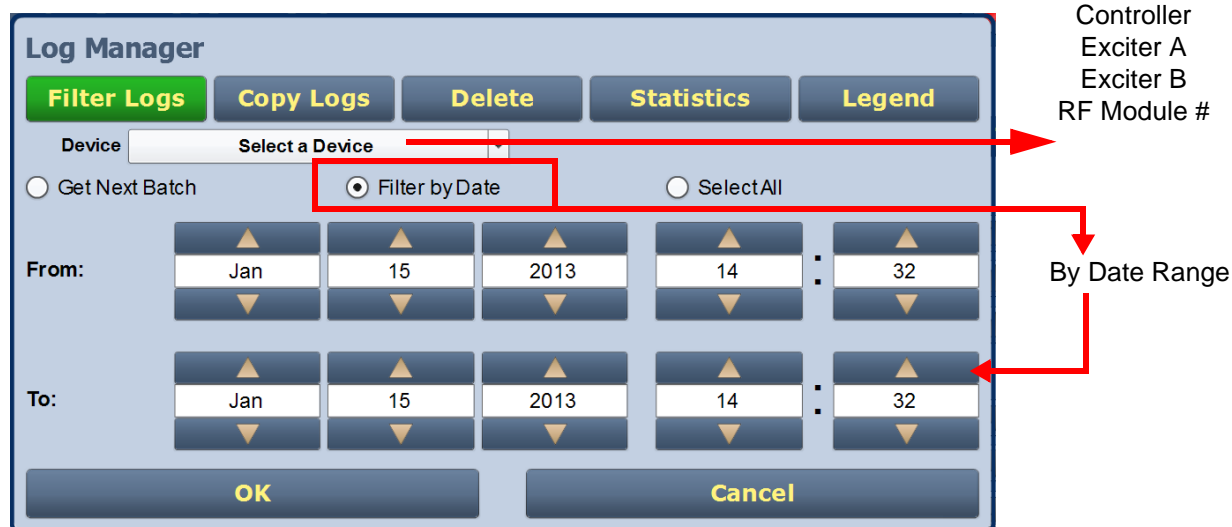 Controller
Exciter A
Exciter B
RF Module #
Log Manager
Filter Logs Copy Logs Delete Statistics Legend
Device Select a Device
Get Next Batch Filter by Date Select All
From: Jan 15 2013 14 : 32
By Date Range
To: Jan 15 2013 14 : 32
OK Cancel